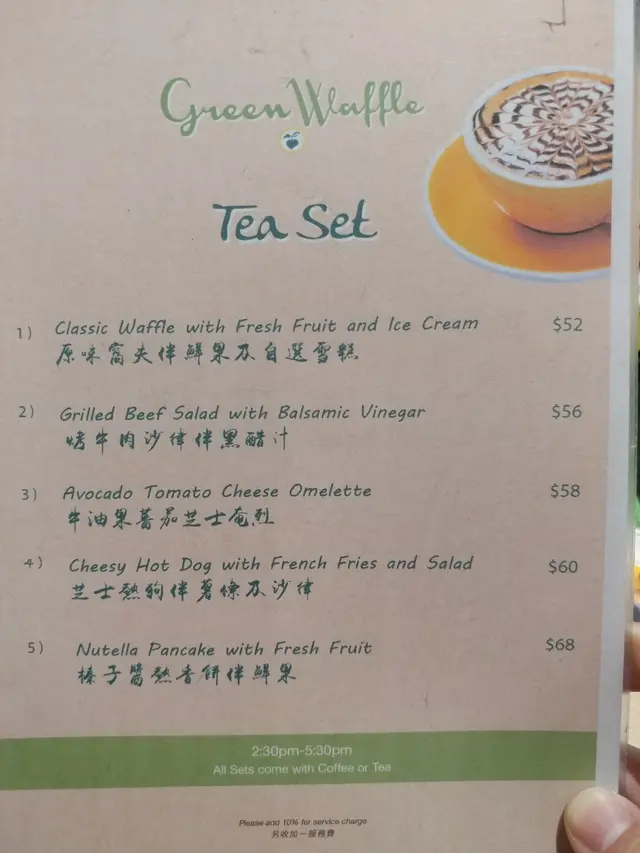 Green Waffle
Tea Set
1) Classic Waffle with Fresh Fruit and Ice Cream $52
原味窩夫伴鮮果及自選雪糕
2) Grilled Beef Salad with Balsamic Vinegar $56
烤牛肉沙律伴黑醋汁
3) Avocado Tomato Cheese Omelette $58
牛油果蕃茄芝士奄烈
4) Cheesy Hot Dog with French Fries and Salad $60
芝士熱狗伴薯條及沙律
5) Nutella Pancake with Fresh Fruit $68
榛子醬熱香餅伴鮮果
2:30pm-5:30pm
All Sets come with Coffee or Tea
Please add 10% for service charge
另收加一服務費